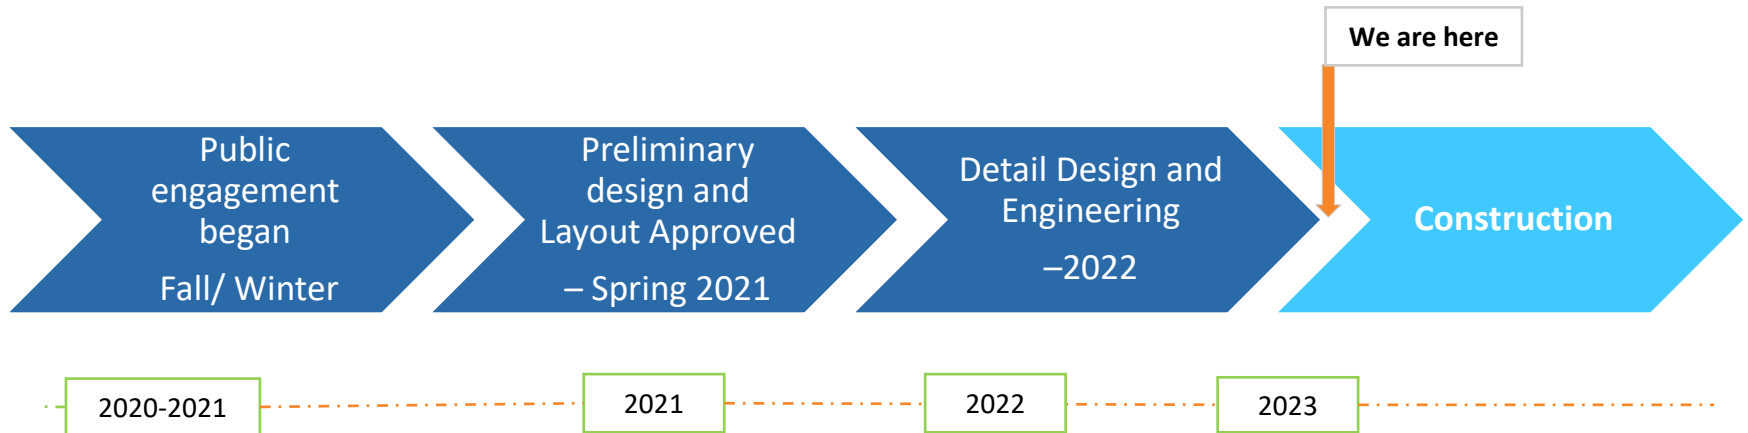 We are here
Public
engagement
began
Fall/ Winter
Preliminary
design and
Layout Approved
– Spring 2021
Detail Design and
Engineering
–2022
Construction
2020-2021
2021
2022
2023